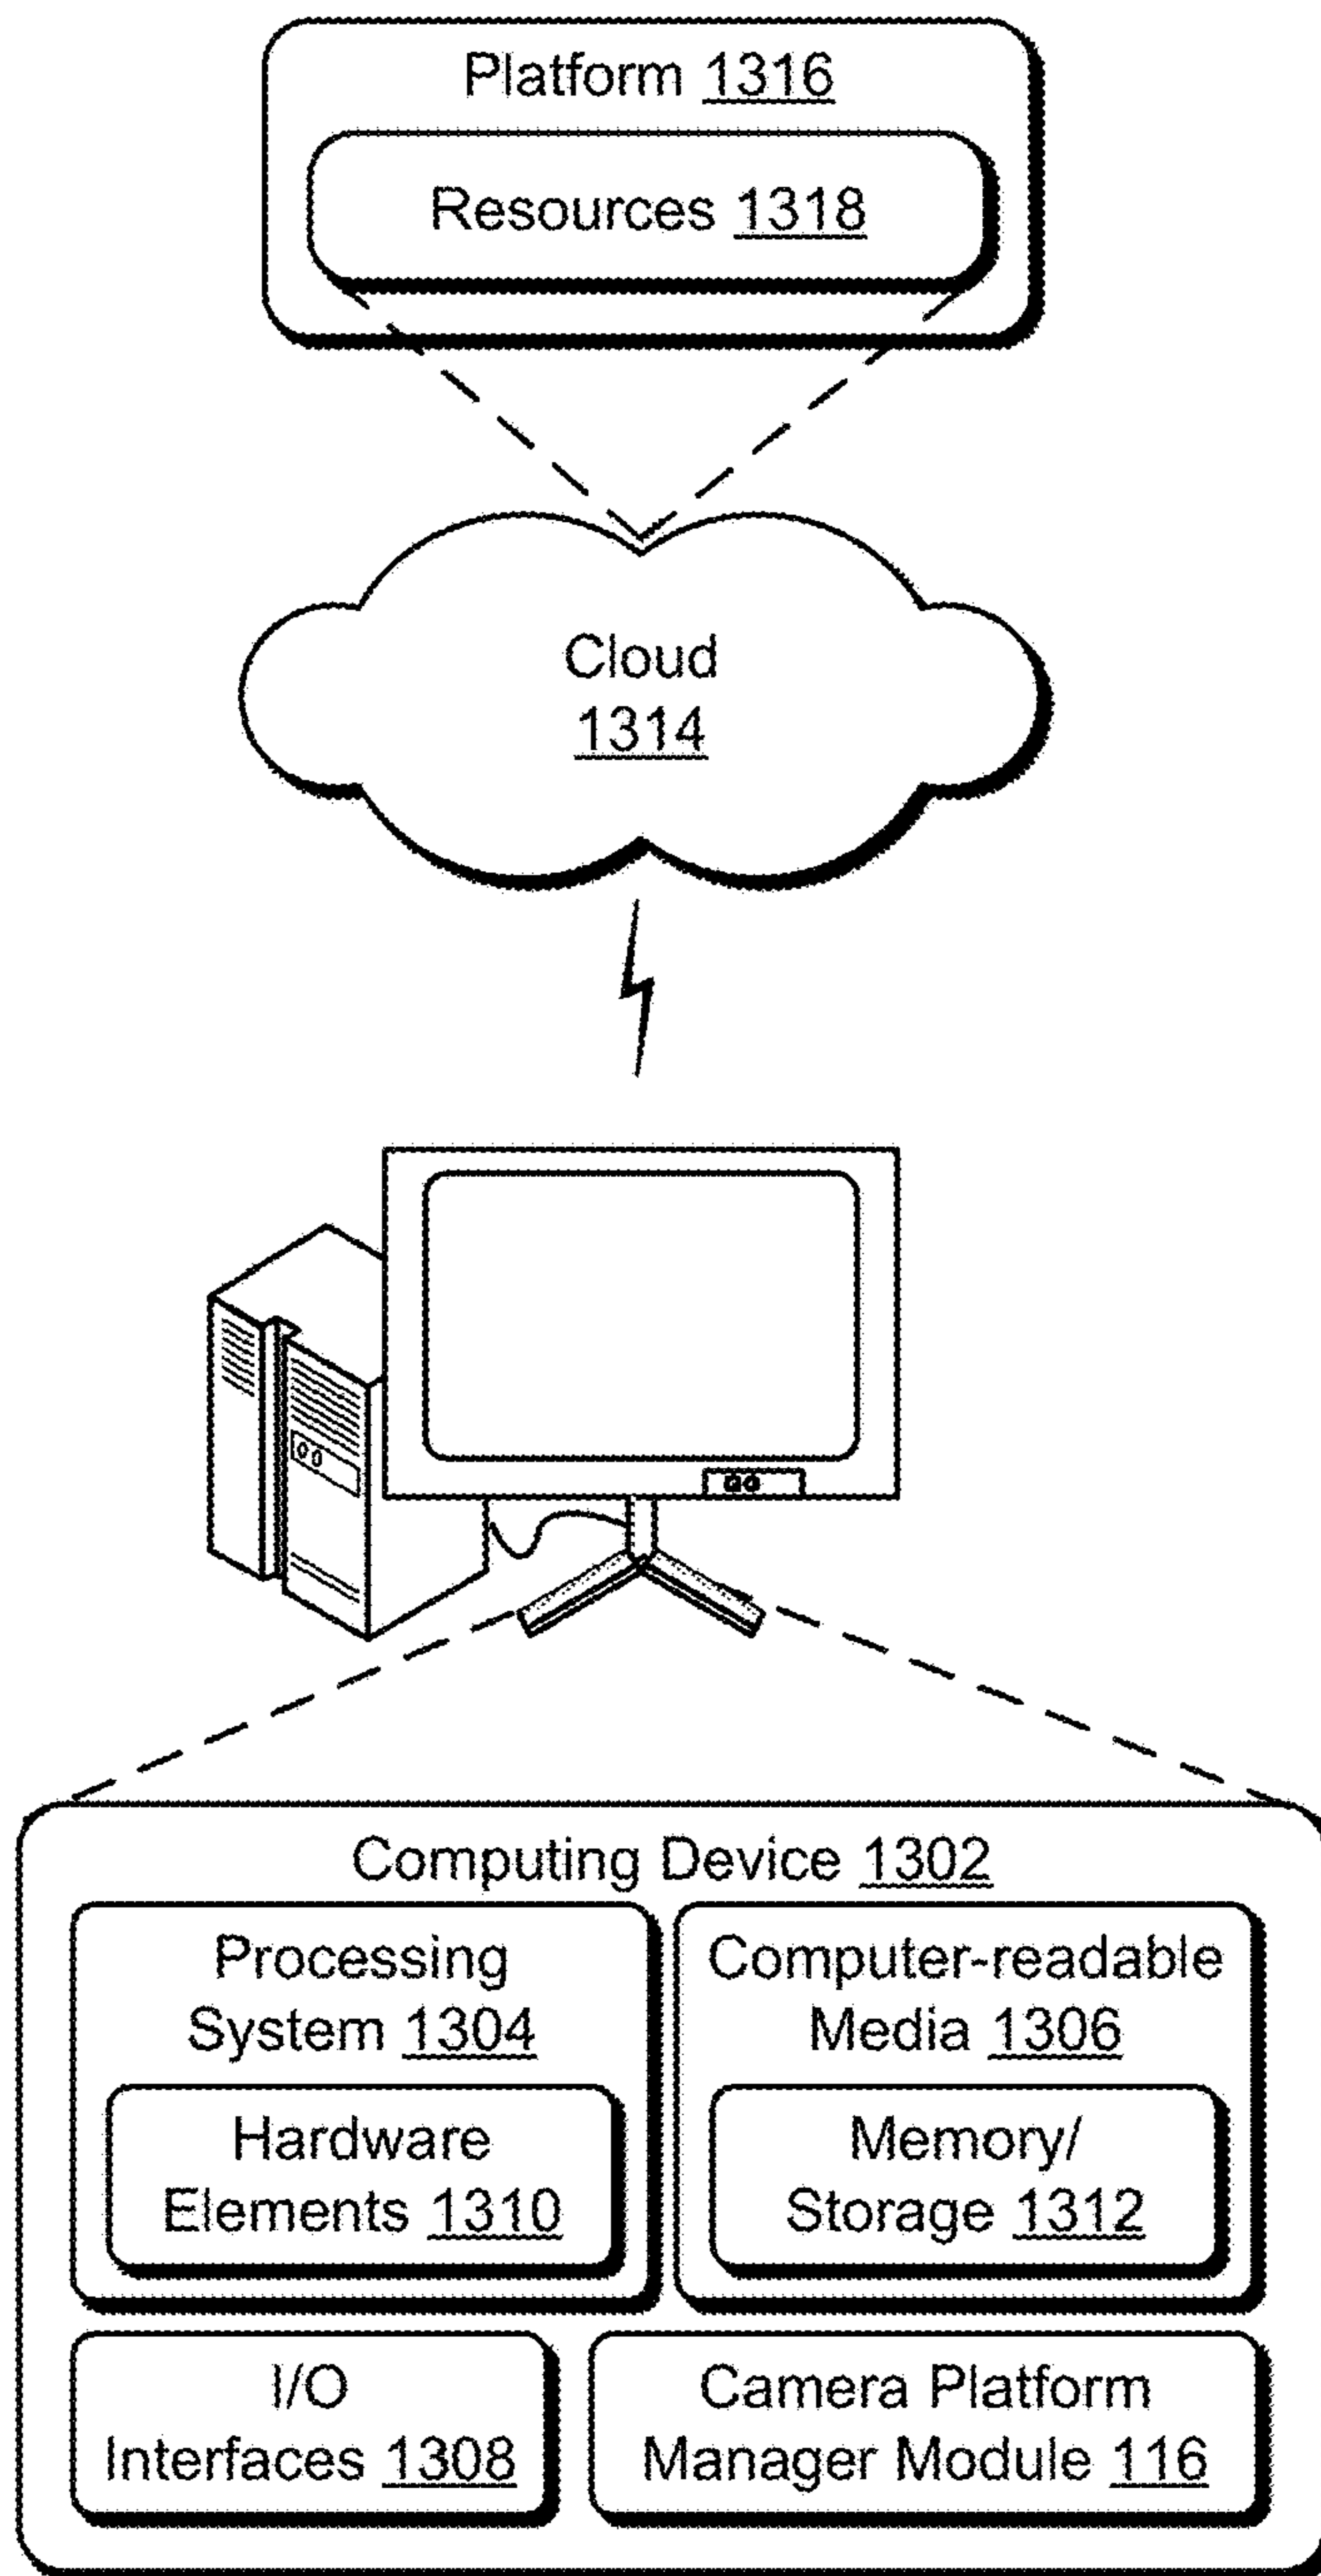 Platform 1316
Resources 1318
Cloud
1314
Computing Device 1302
Processing
System 1304
Hardware
Elements 1310
Computer-readable
Media 1306
Memory/
Storage 1312
I/O
Interfaces 1308
Camera Platform
Manager Module 116